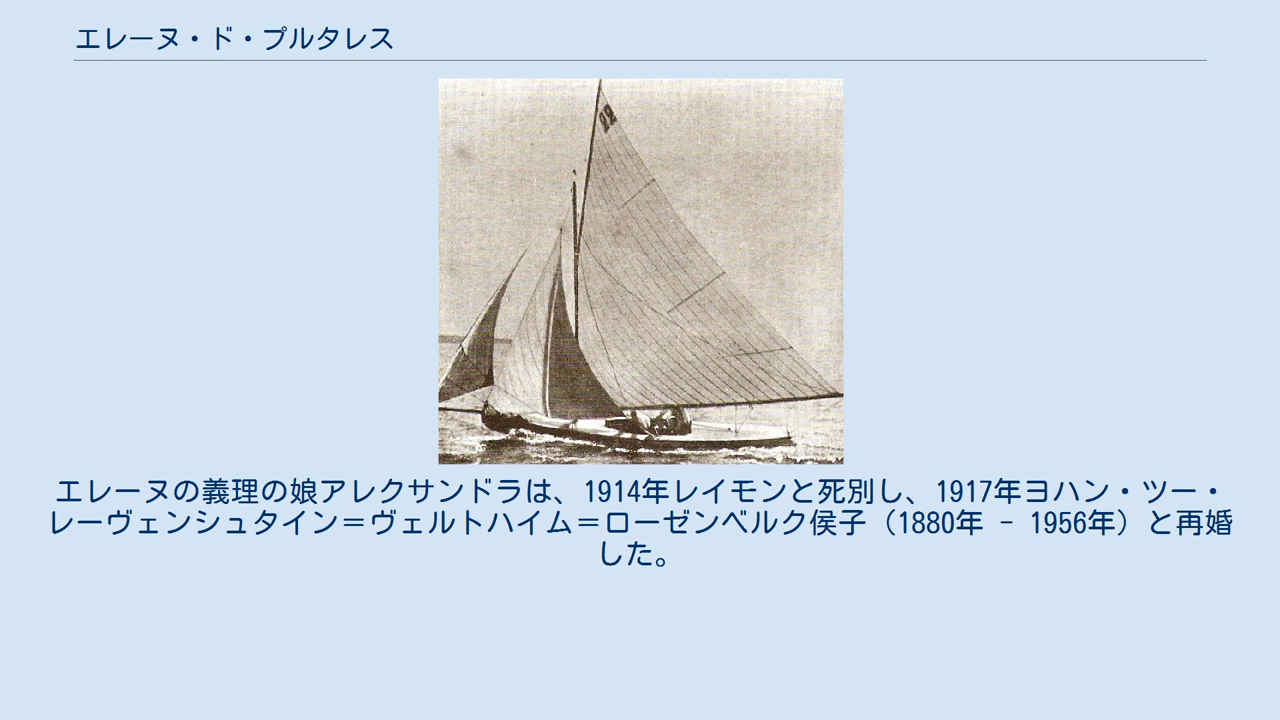 エレーヌ・ド・プルタレス
22
エレーヌの義理の娘アレクサンドラは、1914年レイモンと死別し、1917年ヨハン・ツー・
レーヴェンシュタイン＝ヴェルトハイム＝ローゼンベルク侯子（1880年 - 1956年）と再婚
した。